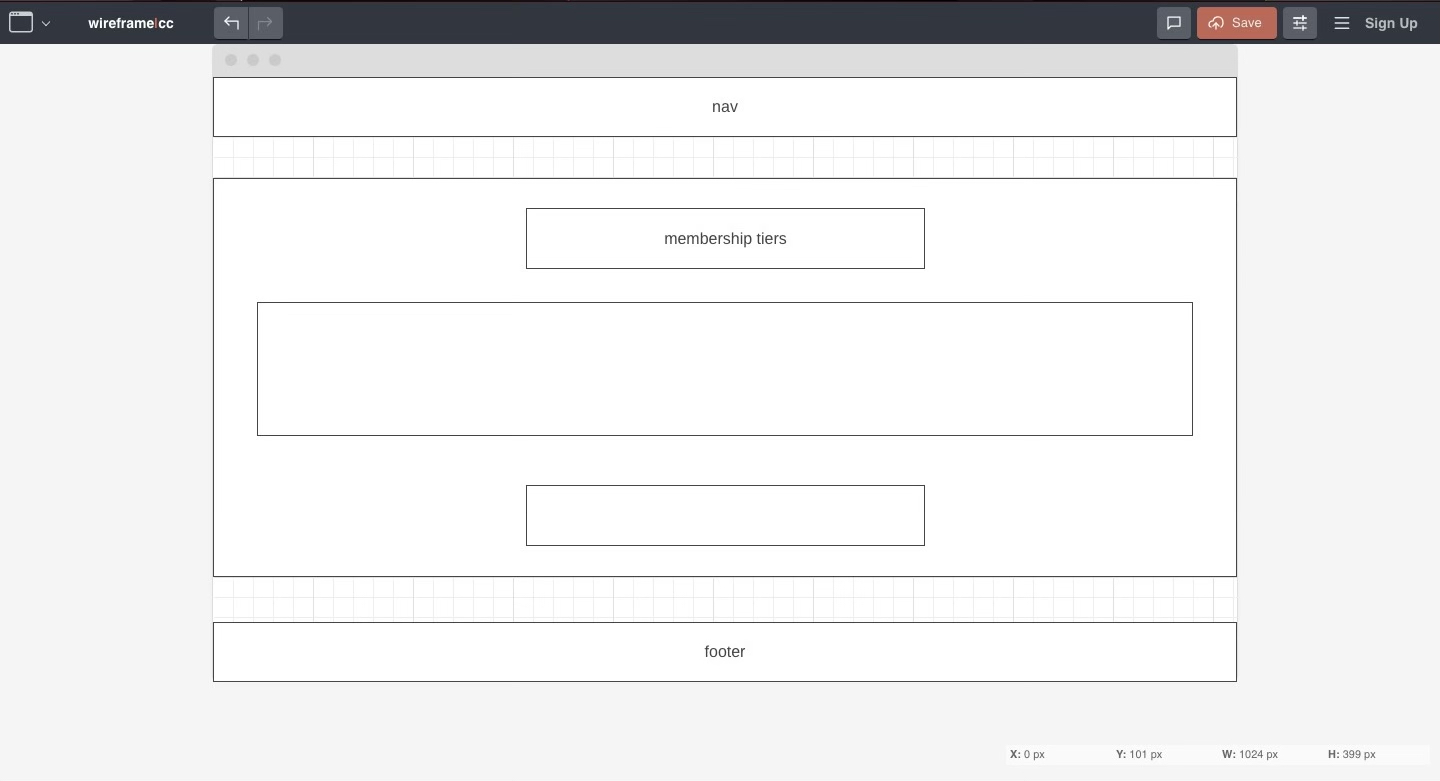 wireframe|cc
Save
Sign Up
nav
membership tiers
footer
X: 0 px Y: 101 px W: 1024 px H: 399 px